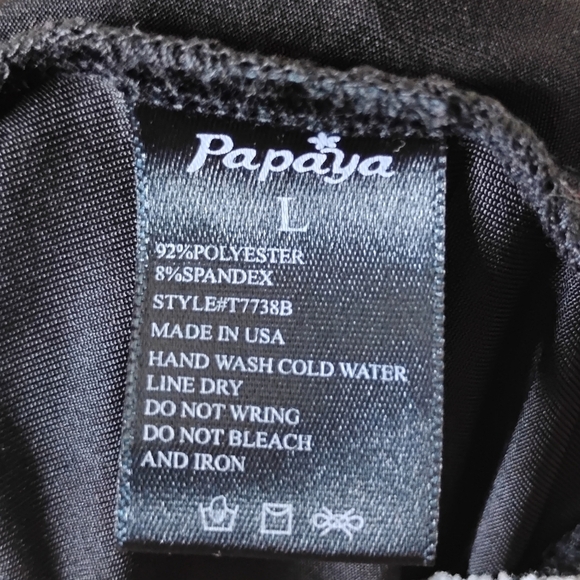 Papaya
L
92%POLYESTER
8%SPANDEX
STYLE#T7738B
MADE IN USA
HAND WASH COLD WATER
LINE DRY
DO NOT WRING
DO NOT BLEACH
AND IRON